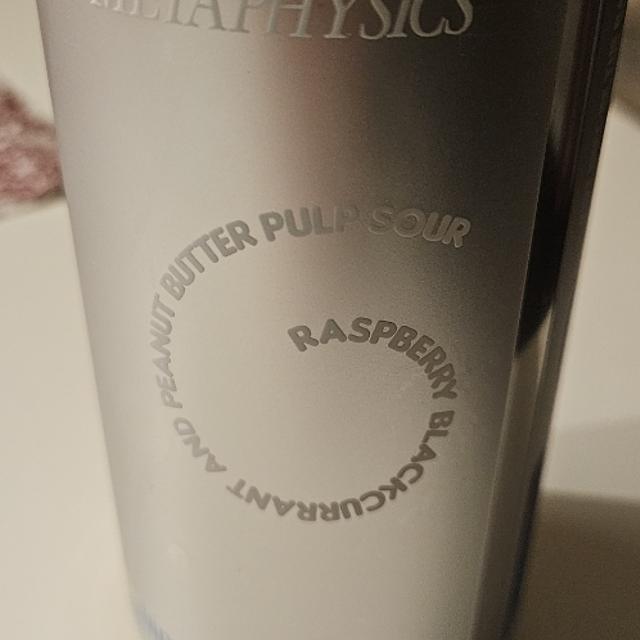 METAPHYSICS
RASPBERRY BLACKCURRANT AND PEANUT BUTTER PULP SOUR